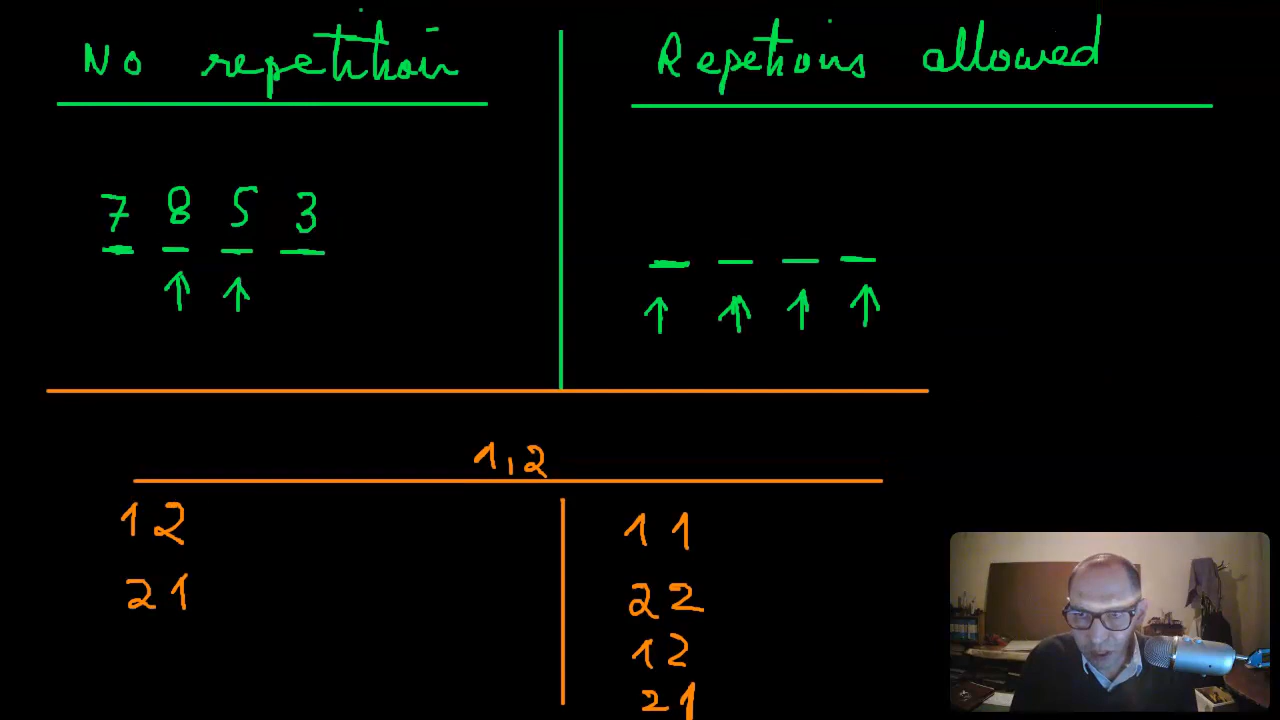 No repetition
Repetions allowed
7 8 5 3
1,2
12
21
11
22
12
21